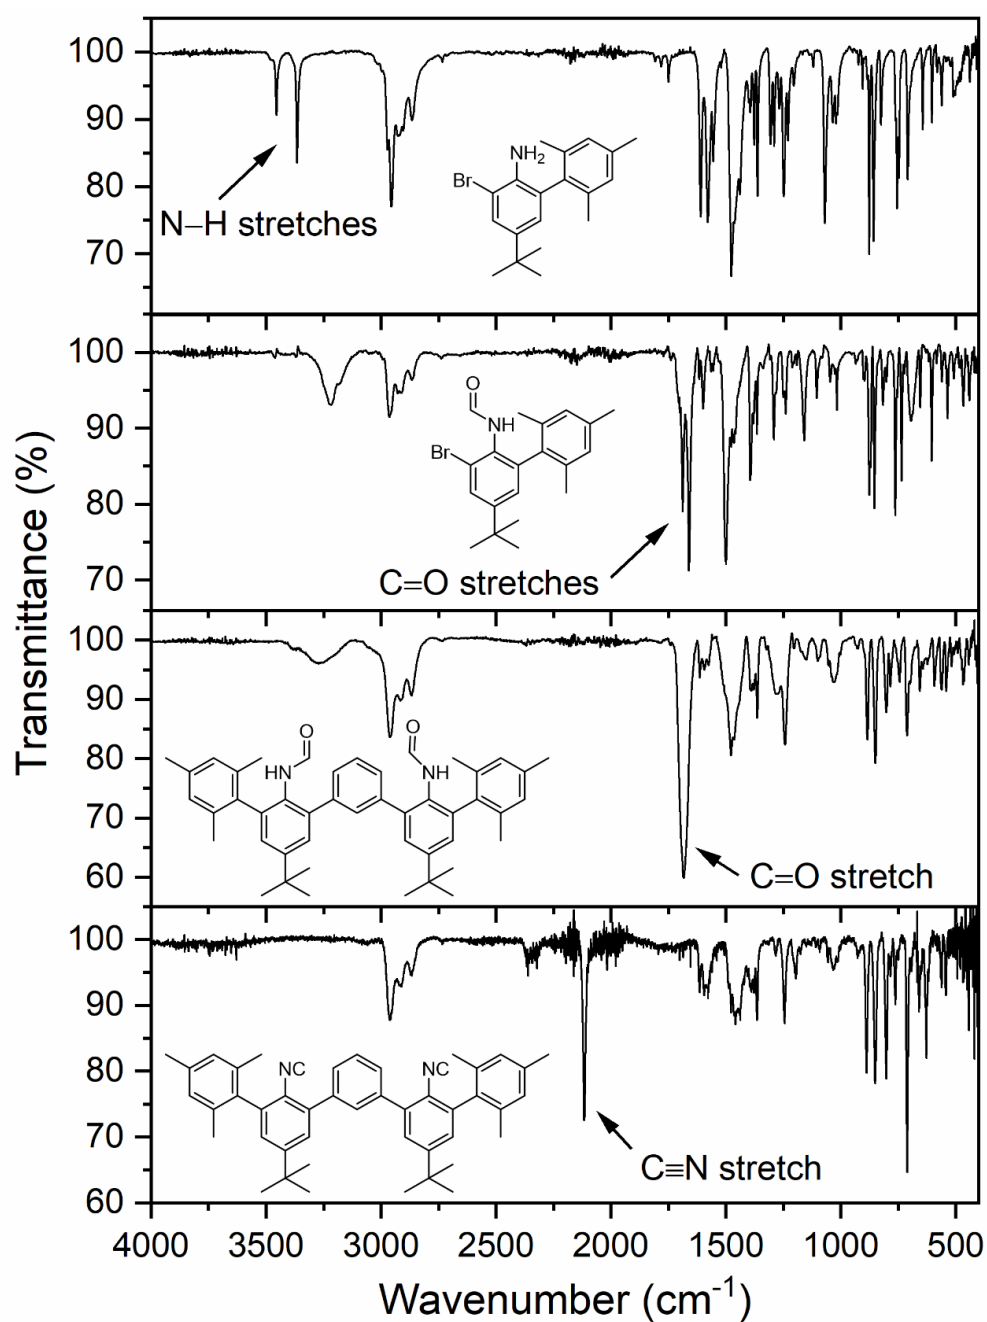 Transmittance (%)
100
90
80
70
N–H stretches
NH2
Br
100
90
80
70
O
NH
Br
C=O stretches
100
90
80
70
60
O
O
HN
NH
C=O stretch
100
90
80
70
60
NC
NC
C≡N stretch
4000 3500 3000 2500 2000 1500 1000 500
Wavenumber (cm-1)